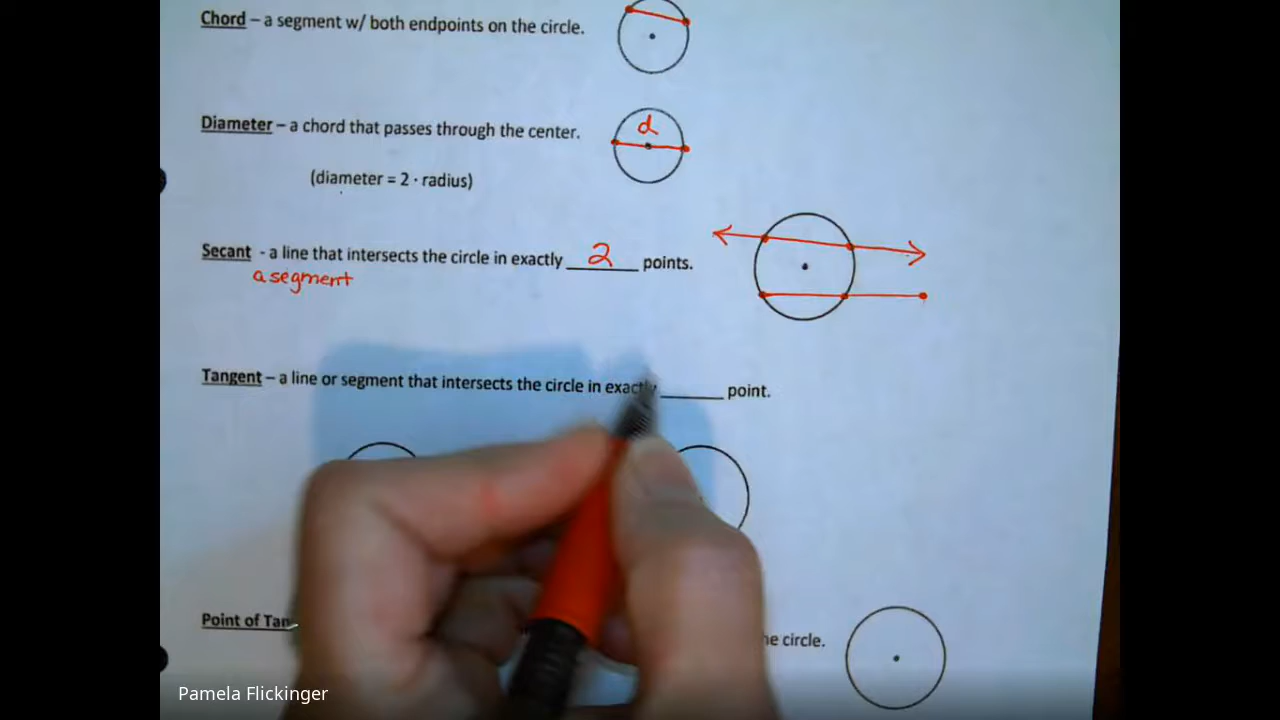 Chord – a segment w/ both endpoints on the circle.
Diameter – a chord that passes through the center.
d
(diameter = 2 · radius)
Secant - a line that intersects the circle in exactly 2 points.
a segment
Tangent – a line or segment that intersects the circle in exactly ______ point.
Point of Tan
he circle.
Pamela Flickinger